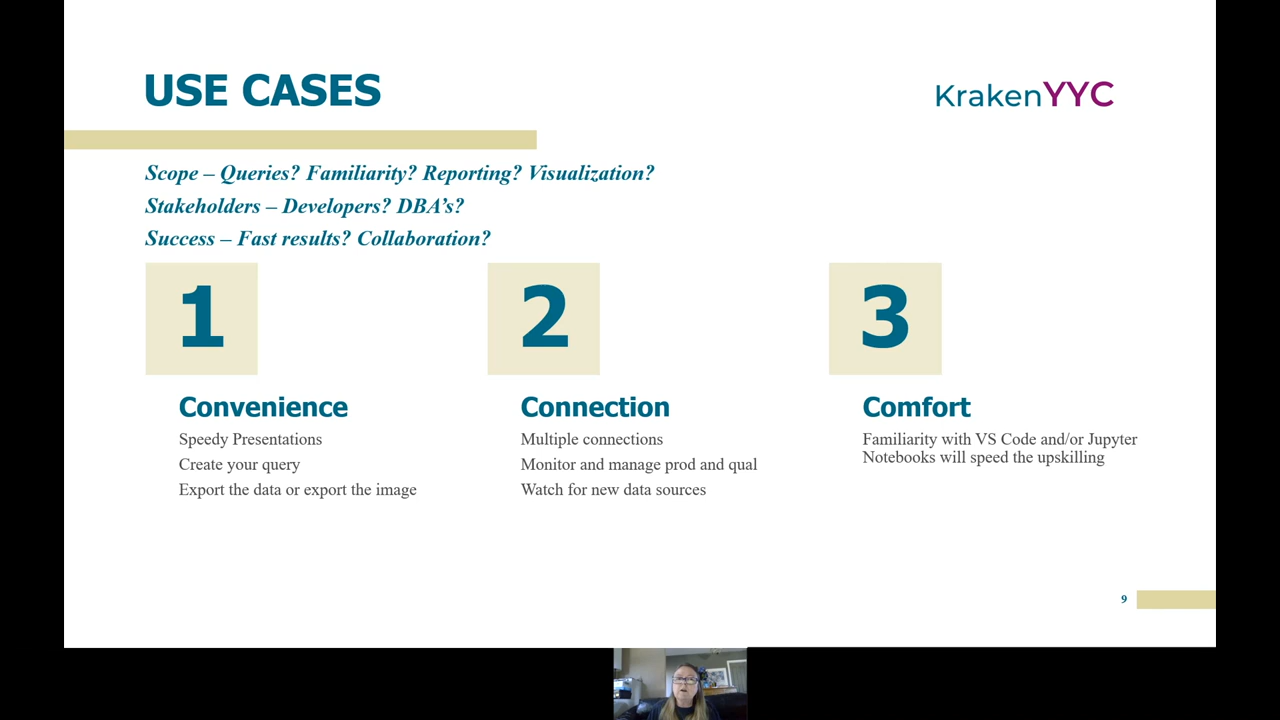 USE CASES
KrakenYYC
Scope – Queries? Familiarity? Reporting? Visualization?
Stakeholders – Developers? DBA's?
Success – Fast results? Collaboration?
1
Convenience
Speedy Presentations
Create your query
Export the data or export the image
2
Connection
Multiple connections
Monitor and manage prod and qual
Watch for new data sources
3
Comfort
Familiarity with VS Code and/or Jupyter
Notebooks will speed the upskilling
9